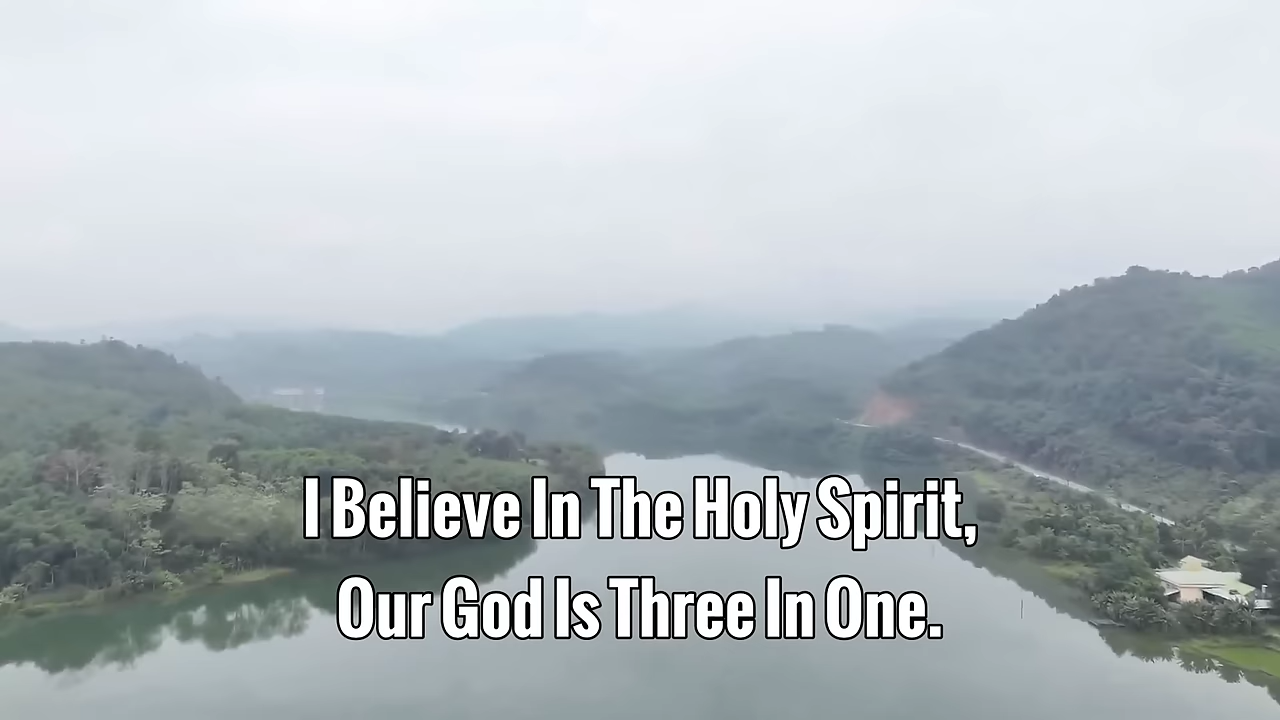 I Believe In The Holy Spirit,
Our God Is Three In One.